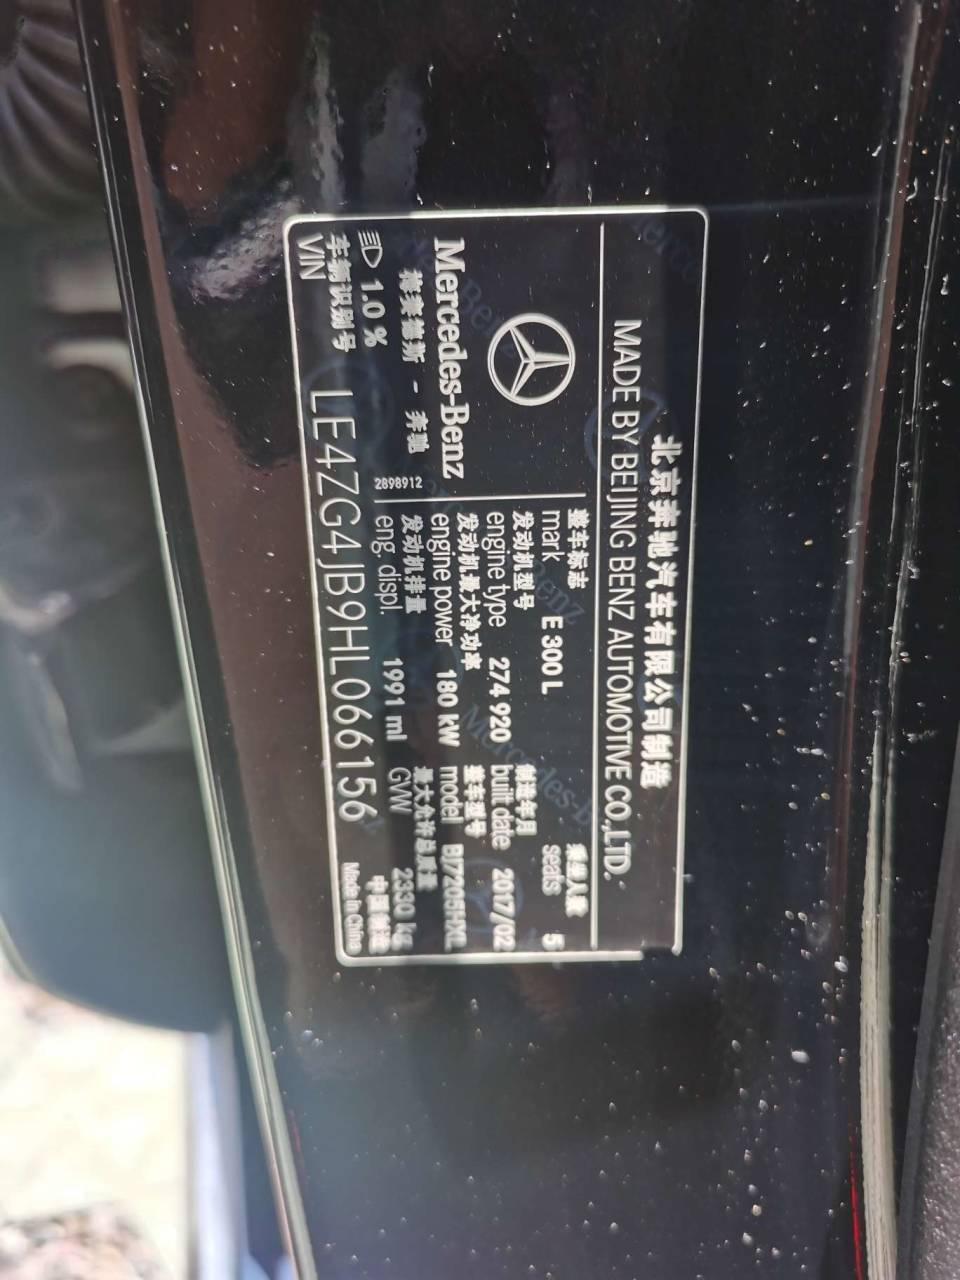 北京奔驰汽车有限公司制造
MADE BY BEIJING BENZ AUTOMOTIVE CO.,LTD.
Mercedes-Benz
梅赛德斯 - 奔驰
2898912
整车标志
mark E 300 L
乘坐人数
seats 5
发动机型号
engine type 274 920
制造年月
built date 2017/02
发动机最大净功率
engine power 180 kW
整车型号
model BJ7205HXL
发动机排量
eng. displ. 1991 ml
最大允许总质量
GVW 2330 kg
1.0 %
车辆识别号
VIN LE4ZG4JB9HL066156
中国制造
Made in China